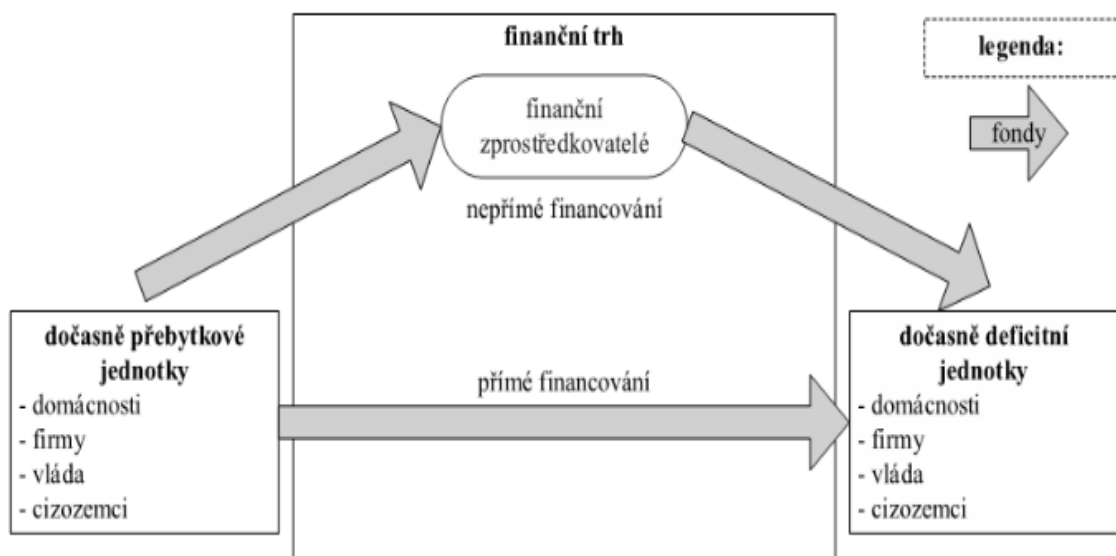 finanční trh
legenda:
finanční
zprostředkovatelé
fondy
nepřímé financování
dočasně přebytkové
jednotky
- domácnosti
- firmy
- vláda
- cizozemci
přímé financování
dočasně deficitní
jednotky
- domácnosti
- firmy
- vláda
- cizozemci